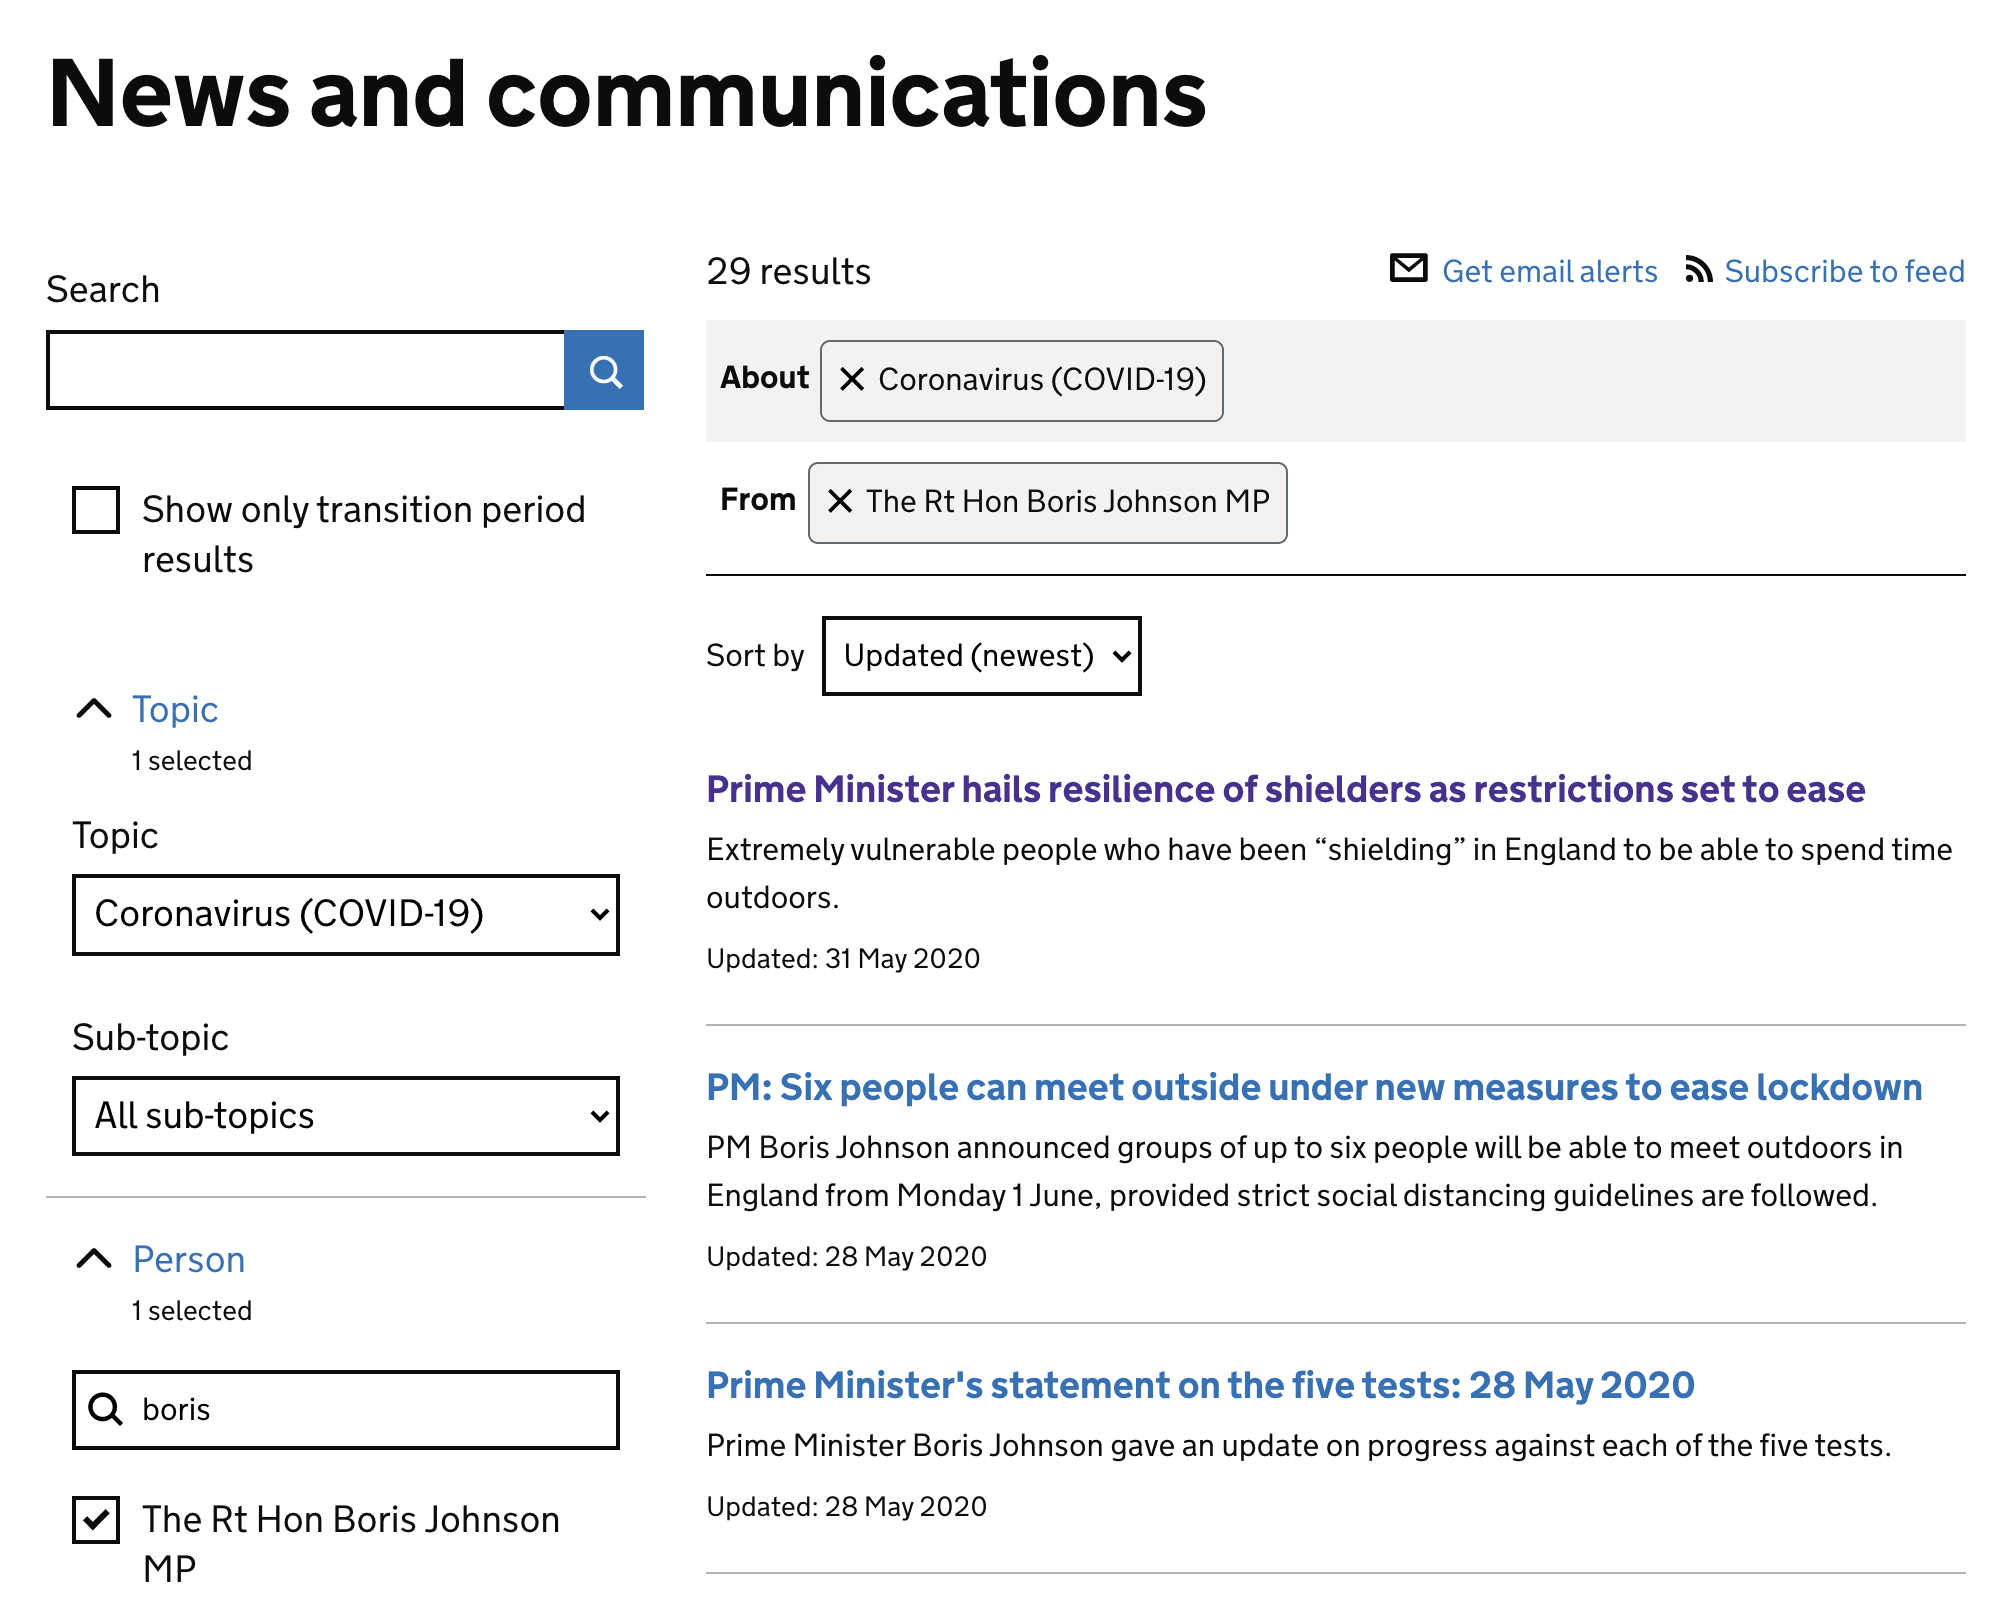 News and communications
Search
Show only transition period
results
Topic
1 selected
Topic
Coronavirus (COVID-19)
Sub-topic
All sub-topics
Person
1 selected
boris
The Rt Hon Boris Johnson
MP
29 results
Get email alerts
Subscribe to feed
About Coronavirus (COVID-19)
From The Rt Hon Boris Johnson MP
Sort by Updated (newest)
Prime Minister hails resilience of shielders as restrictions set to ease
Extremely vulnerable people who have been “shielding” in England to be able to spend time
outdoors.
Updated: 31 May 2020
PM: Six people can meet outside under new measures to ease lockdown
PM Boris Johnson announced groups of up to six people will be able to meet outdoors in
England from Monday 1 June, provided strict social distancing guidelines are followed.
Updated: 28 May 2020
Prime Minister's statement on the five tests: 28 May 2020
Prime Minister Boris Johnson gave an update on progress against each of the five tests.
Updated: 28 May 2020